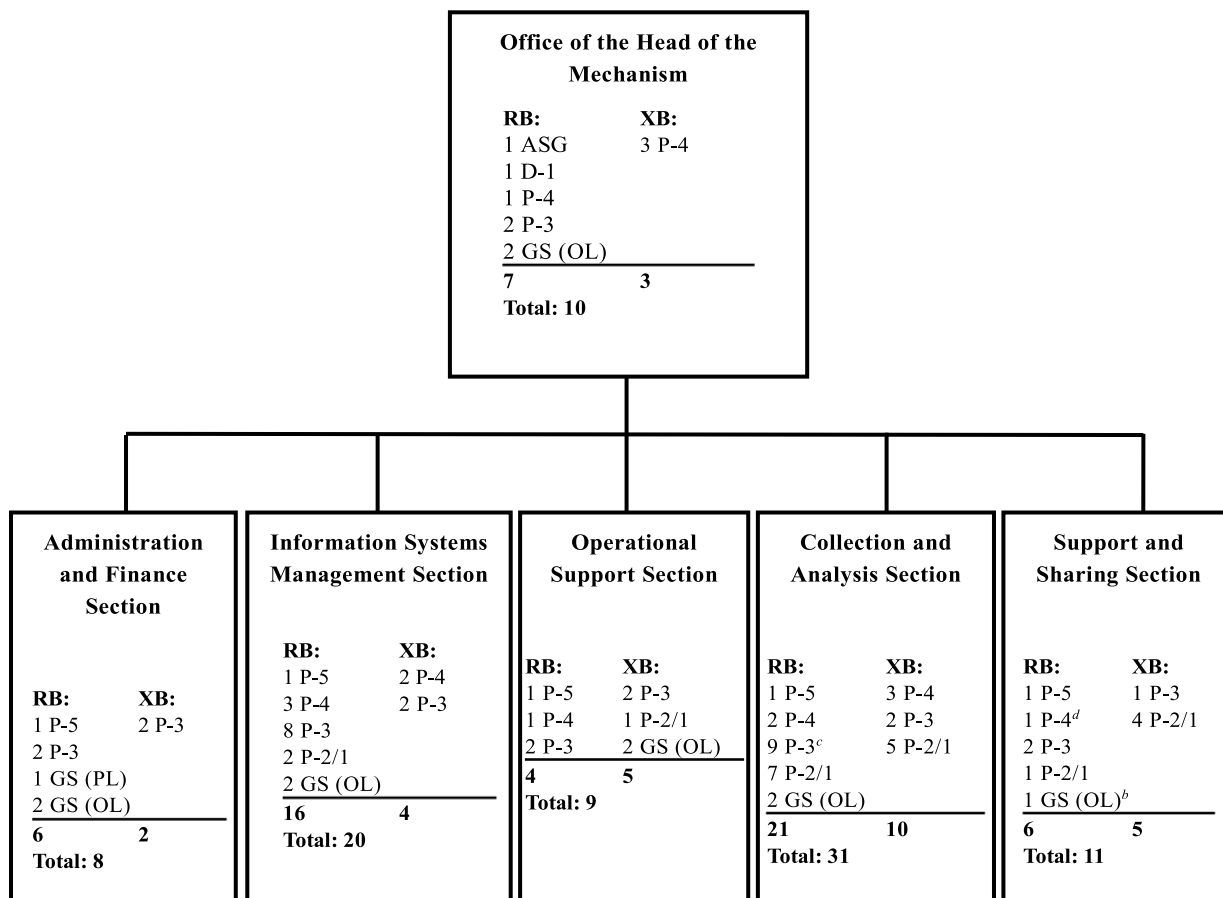 Office of the Head of the
Mechanism
RB: XB:
1 ASG 3 P-4
1 D-1
1 P-4
2 P-3
2 GS (OL)
7 3
Total: 10
Administration
and Finance
Section
RB: XB:
1 P-5 2 P-3
2 P-3
1 GS (PL)
2 GS (OL)
6 2
Total: 8
Information Systems
Management Section
RB: XB:
1 P-5 2 P-4
3 P-4 2 P-3
8 P-3
2 P-2/1
2 GS (OL)
16 4
Total: 20
Operational
Support Section
RB: XB:
1 P-5 2 P-3
1 P-4 1 P-2/1
2 P-3 2 GS (OL)
4 5
Total: 9
Collection and
Analysis Section
RB: XB:
1 P-5 3 P-4
2 P-4 2 P-3
9 P-3c 5 P-2/1
7 P-2/1
2 GS (OL)
21 10
Total: 31
Support and
Sharing Section
RB: XB:
1 P-5 1 P-3
1 P-4d 4 P-2/1
2 P-3
1 P-2/1
1 GS (OL)b
6 5
Total: 11